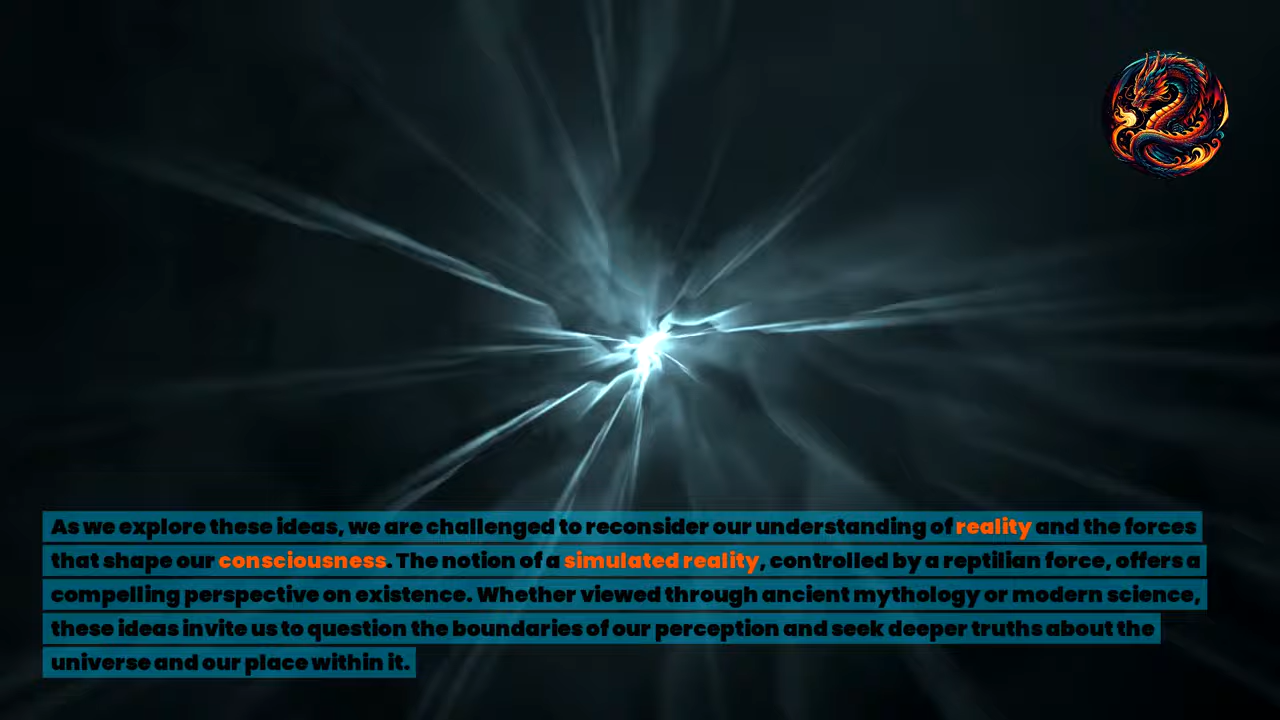 As we explore these ideas, we are challenged to reconsider our understanding of reality and the forces
that shape our consciousness. The notion of a simulated reality, controlled by a reptilian force, offers a
compelling perspective on existence. Whether viewed through ancient mythology or modern science,
these ideas invite us to question the boundaries of our perception and seek deeper truths about the
universe and our place within it.